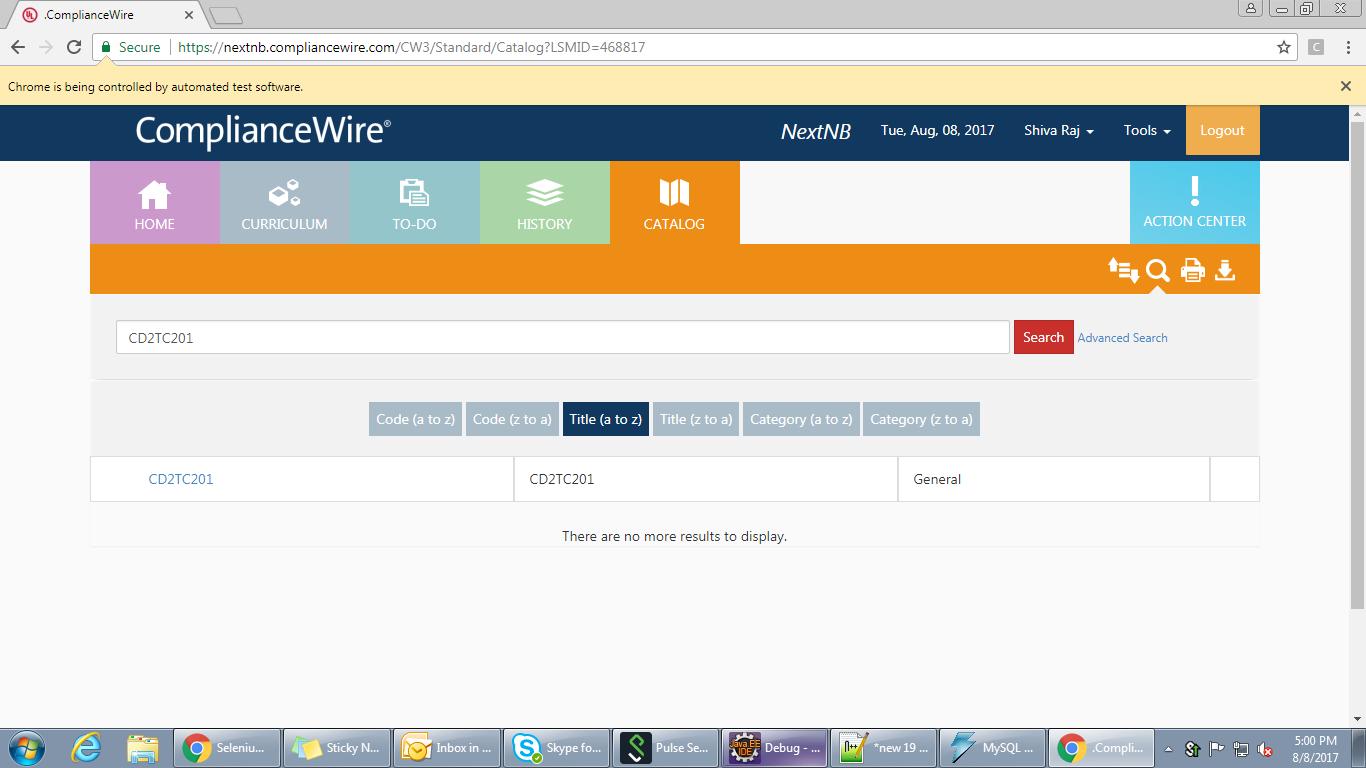 .ComplianceWire
Secure https://nextnb.compliancewire.com/CW3/Standard/Catalog?LSMID=468817
C
Chrome is being controlled by automated test software.
ComplianceWire® NextNB Tue, Aug, 08, 2017 Shiva Raj Tools Logout
HOME CURRICULUM TO-DO HISTORY CATALOG ACTION CENTER
CD2TC201 Search Advanced Search
Code (a to z) Code (z to a) Title (a to z) Title (z to a) Category (a to z) Category (z to a)
CD2TC201 CD2TC201 General
There are no more results to display.
Seleniu... Sticky N... Inbox in ... Skype fo... Pulse Se... Debug - ... *new 19 ... MySQL ... .Compli... 5:00 PM
8/8/2017